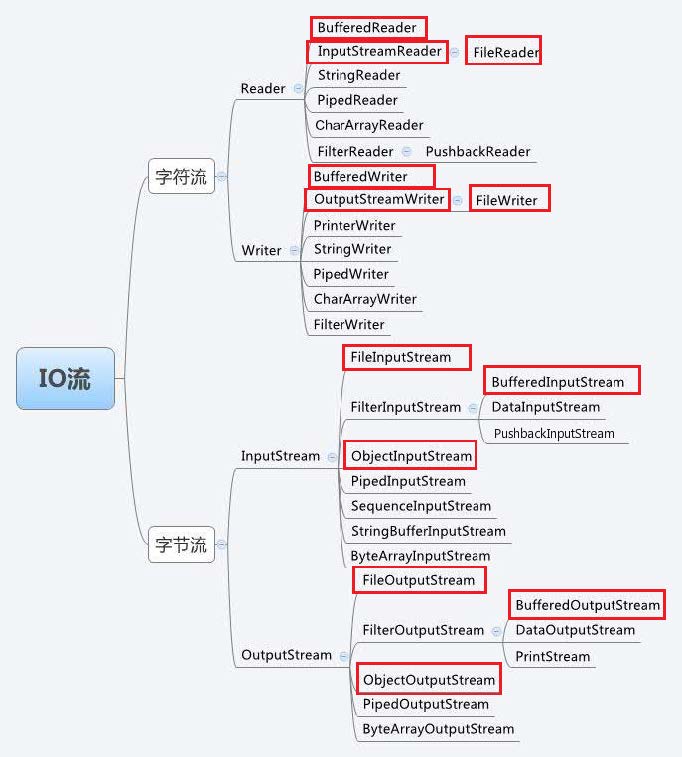 IO流
字符流
Reader
BufferedReader
InputStreamReader
FileReader
StringReader
PipedReader
CharArrayReader
FilterReader
PushbackReader
Writer
BufferedWriter
OutputStreamWriter
FileWriter
PrinterWriter
StringWriter
PipedWriter
CharArrayWriter
FilterWriter
字节流
InputStream
FileInputStream
FilterInputStream
BufferedInputStream
DataInputStream
PushbackInputStream
ObjectInputStream
PipedInputStream
SequenceInputStream
StringBufferInputStream
ByteArrayInputStream
OutputStream
FileOutputStream
FilterOutputStream
BufferedOutputStream
DataOutputStream
PrintStream
ObjectOutputStream
PipedOutputStream
ByteArrayOutputStream